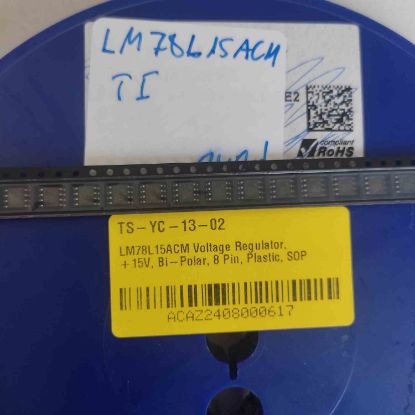 LM78L15ACM
TI
E2
compliant
RoHS
TS-YC-13-02
LM78L15ACM Voltage Regulator,
+15V, Bi-Polar, 8 Pin, Plastic, SOP
ACAZ2408000617